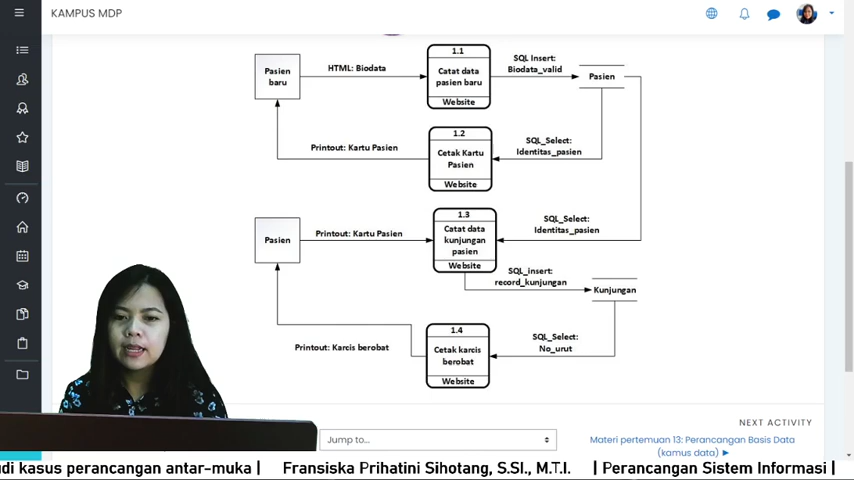 KAMPUS MDP
Pasien
baru
HTML: Biodata
1.1
Catat data
pasien baru
Website
SQL Insert:
Biodata_valid
Pasien
Printout: Kartu Pasien
1.2
Cetak Kartu
Pasien
Website
SQL_Select:
Identitas_pasien
Pasien
Printout: Kartu Pasien
1.3
Catat data
kunjungan
pasien
Website
SQL_Select:
Identitas_pasien
SQL_insert:
record_kunjungan
Kunjungan
Printout: Karcis berobat
1.4
Cetak karcis
berobat
Website
SQL_Select:
No_urut
NEXT ACTIVITY
Jump to...
Materi pertemuan 13: Perancangan Basis Data
(kamus data) ▶
udi kasus perancangan antar-muka | Fransiska Prihatini Sihotang, S.SI., M.T.I. | Perancangan Sistem Informasi |